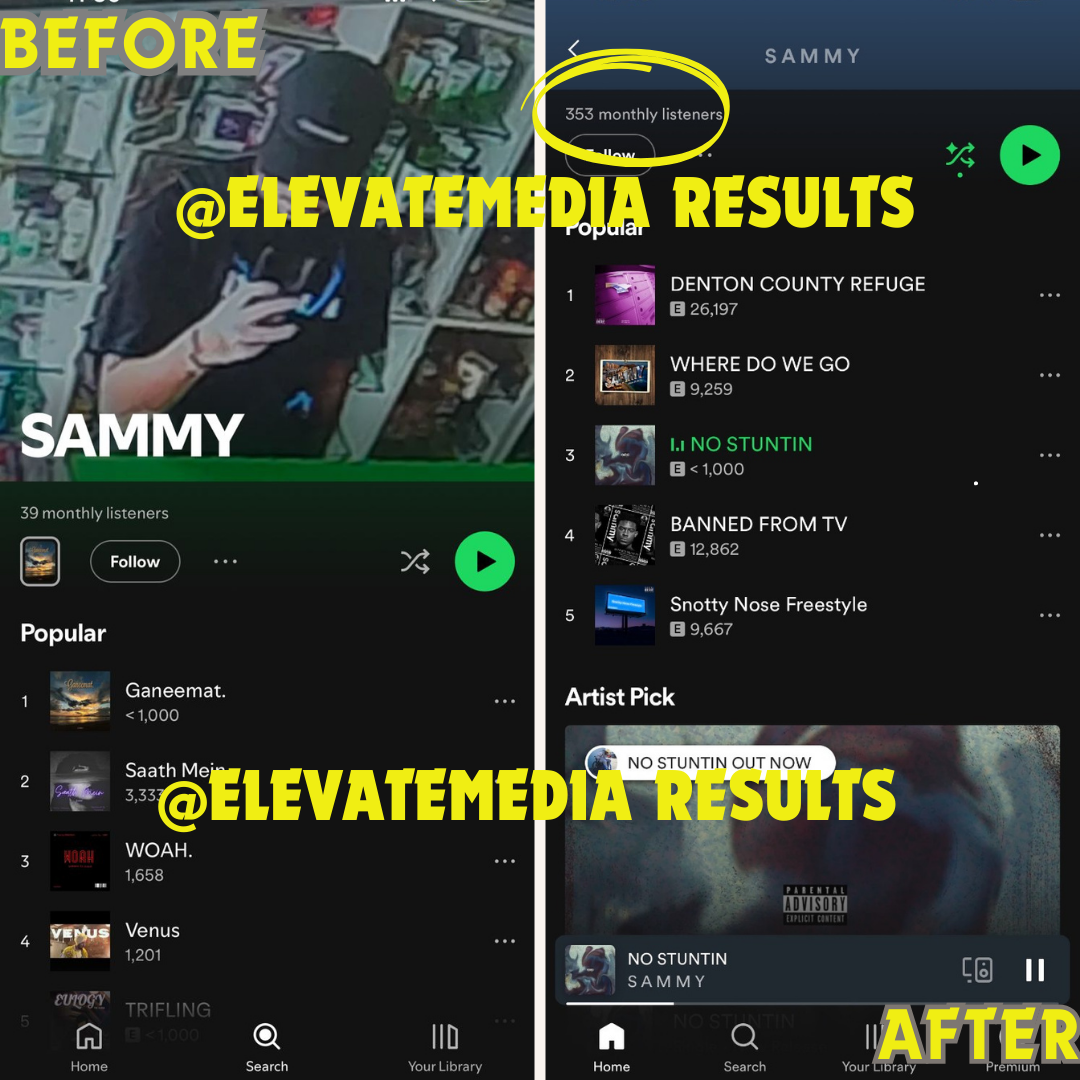 BEFORE
SAMMY
39 monthly listeners
Follow
Popular
1
Ganeemat.
< 1,000
2
Saath Mein
3,333
3
WOAH.
1,658
4
Venus
1,201
5
TRIFLING
E < 1,000
Home
Search
Your Library
@ELEVATEMEDIA RESULTS
@ELEVATEMEDIA RESULTS
SAMMY
353 monthly listeners
Follow
Popular
1
DENTON COUNTY REFUGE
E 26,197
2
WHERE DO WE GO
E 9,259
3
NO STUNTIN
E < 1,000
4
BANNED FROM TV
E 12,862
5
Snotty Nose Freestyle
E 9,667
Artist Pick
NO STUNTIN OUT NOW
PARENTAL
ADVISORY
EXPLICIT CONTENT
NO STUNTIN
SAMMY
NO STUNTIN
Home
Search
Your Library
Premium
AFTER